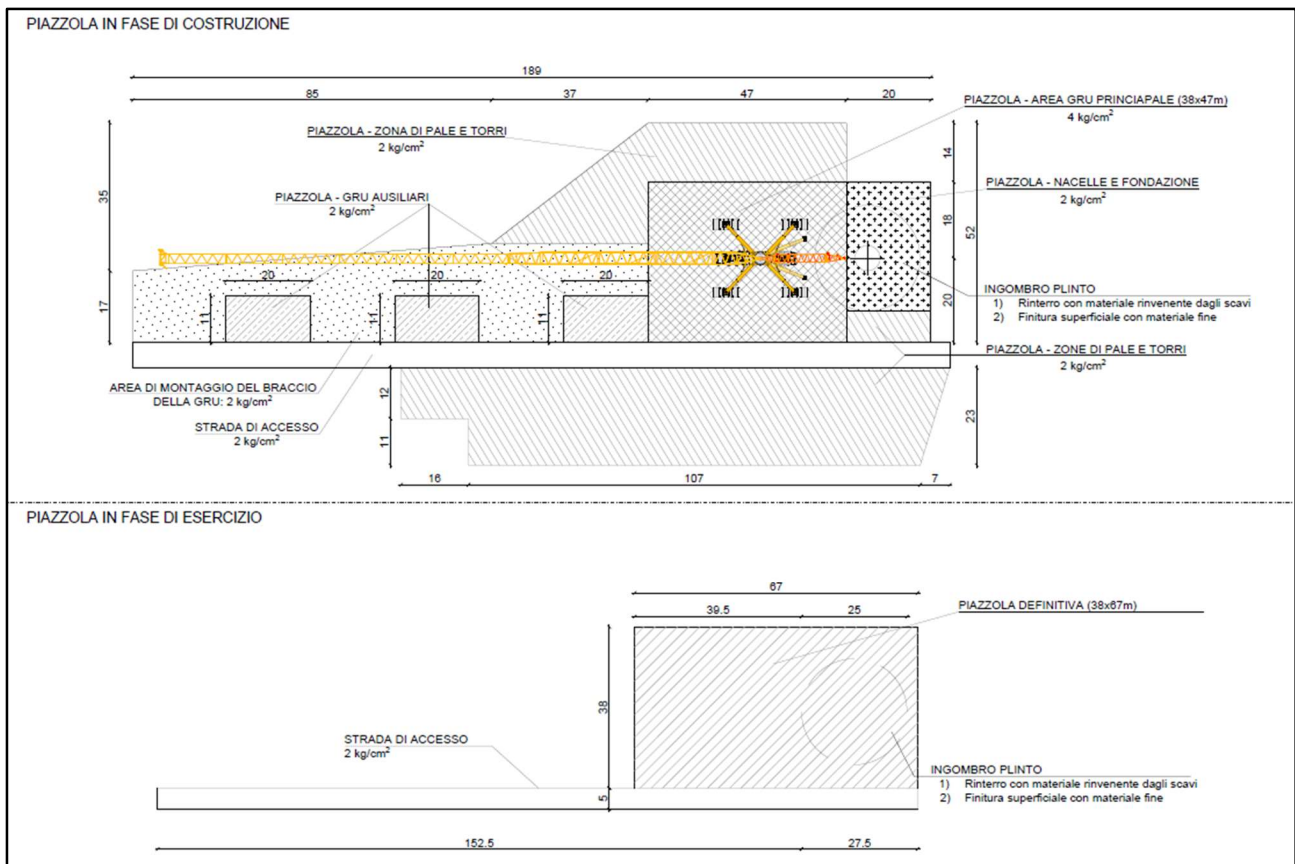 PIAZZOLA IN FASE DI COSTRUZIONE
189
85
37
47
20
PIAZZOLA - AREA GRU PRINCIAPALE (38x47m)
4 kg/cm²
PIAZZOLA - ZONA DI PALE E TORRI
2 kg/cm²
14
35
PIAZZOLA - GRU AUSILIARI
2 kg/cm²
PIAZZOLA - NACELLE E FONDAZIONE
2 kg/cm²
18
52
20
20
20
17
11
11
11
20
INGOMBRO PLINTO
1) Rinterro con materiale rinvenente dagli scavi
2) Finitura superficiale con materiale fine
PIAZZOLA - ZONE DI PALE E TORRI
2 kg/cm²
AREA DI MONTAGGIO DEL BRACCIO
DELLA GRU: 2 kg/cm²
12
STRADA DI ACCESSO
2 kg/cm²
11
23
16
107
7
PIAZZOLA IN FASE DI ESERCIZIO
67
39.5
25
PIAZZOLA DEFINITIVA (38x67m)
38
STRADA DI ACCESSO
2 kg/cm²
INGOMBRO PLINTO
1) Rinterro con materiale rinvenente dagli scavi
2) Finitura superficiale con materiale fine
5
152.5
27.5